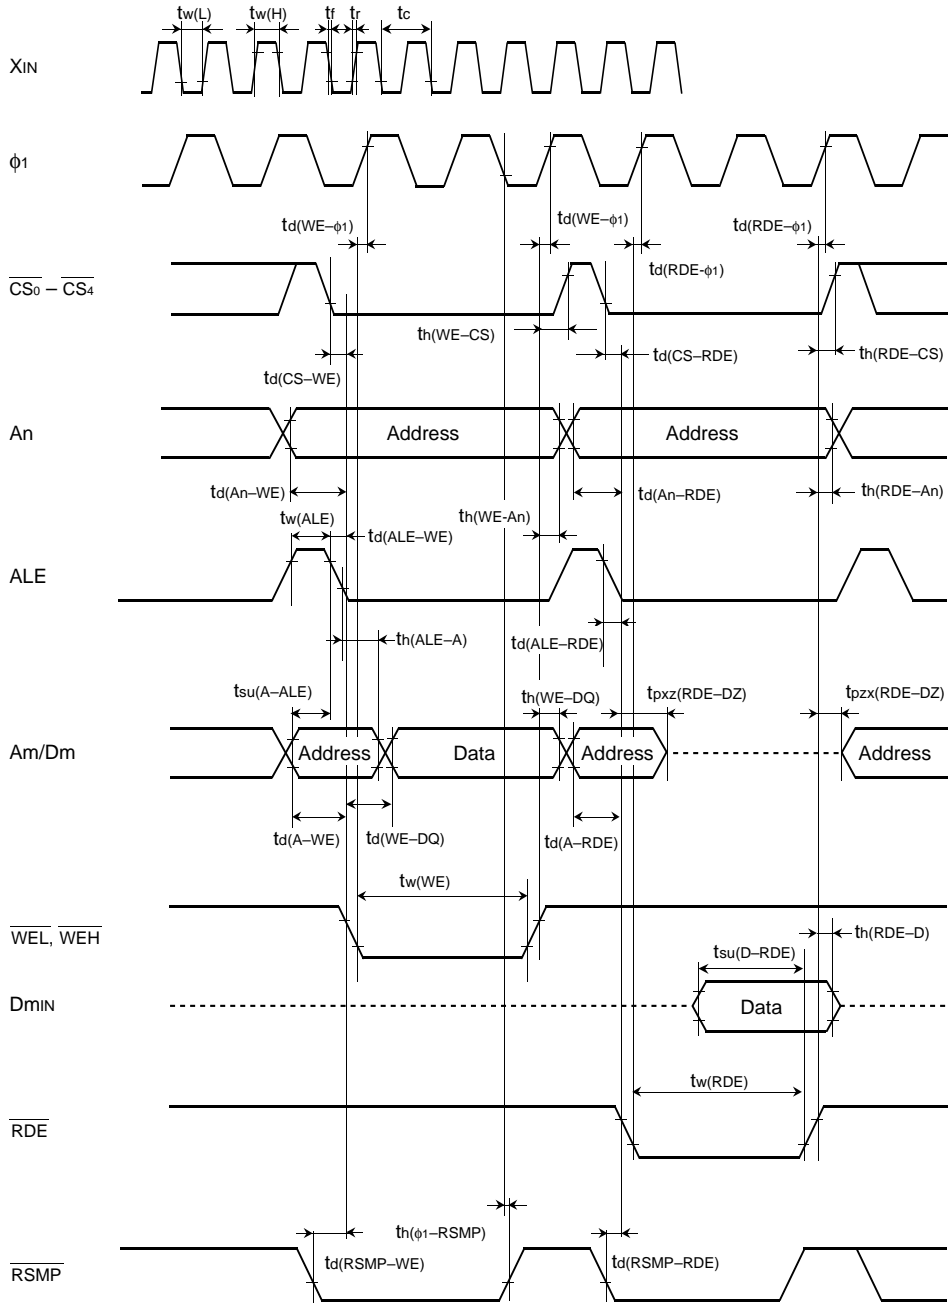 tw(L) tw(H) tf tr tc
XIN
ϕ1
td(WE–ϕ1) td(WE–ϕ1) td(RDE–ϕ1)
td(RDE-ϕ1)
CS0 – CS4
th(WE–CS) td(CS–RDE) th(RDE–CS)
td(CS–WE)
An Address Address
td(An–WE) td(An–RDE) th(RDE–An)
tw(ALE) th(WE-An)
td(ALE–WE)
ALE
th(ALE–A) td(ALE–RDE)
tsu(A–ALE) th(WE–DQ) tpxz(RDE–DZ) tpzx(RDE–DZ)
Am/Dm Address Data Address Address
td(A–WE) td(WE–DQ) td(A–RDE)
tw(WE)
WEL, WEH
th(RDE–D)
tsu(D–RDE)
DmIN Data
tw(RDE)
RDE
th(ϕ1–RSMP)
td(RSMP–WE) td(RSMP–RDE)
RSMP